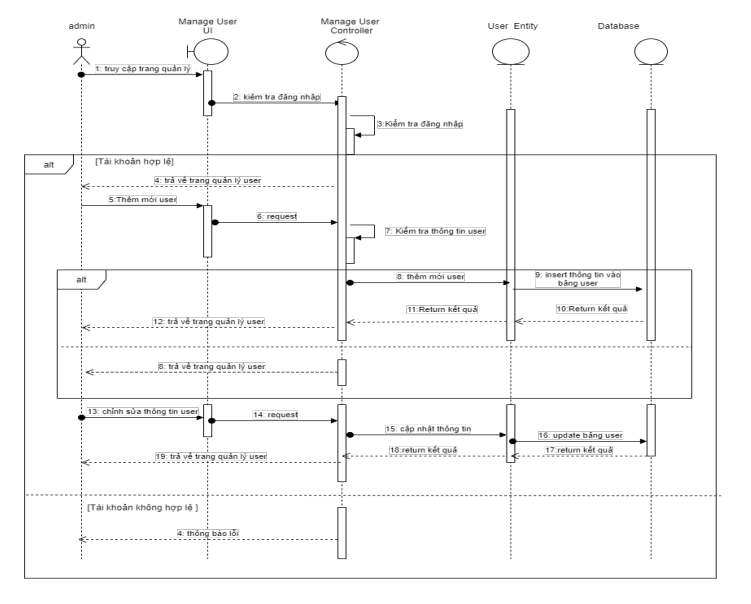 admin
Manage User
UI
Manage User
Controller
User Entity
Database
1: truy cập trang quản lý
2: kiểm tra đăng nhập
3:Kiểm tra đăng nhập
alt
[Tài khoản hợp lệ]
4: trả về trang quản lý user
5:Thêm mới user
6: request
7: Kiểm tra thông tin user
alt
8: thêm mới user
9: insert thông tin vào
bảng user
10:Return kết quả
11:Return kết quả
12: trả về trang quản lý user
8: trả về trang quản lý user
13: chỉnh sửa thông tin user
14: request
15: cập nhật thông tin
16: update bảng user
17:return kết quả
18:return kết quả
19: trả về trang quản lý user
[Tài khoản không hợp lệ ]
4: thông báo lỗi